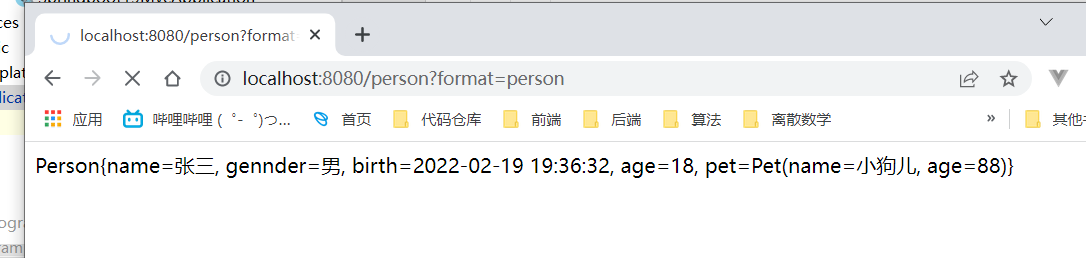 localhost:8080/person?format=
localhost:8080/person?format=person
应用 哔哩哔哩 (゜-゜)つ... 首页 代码仓库 前端 后端 算法 离散数学 » 其他
Person{name=张三, gennder=男, birth=2022-02-19 19:36:32, age=18, pet=Pet(name=小狗儿, age=88)}